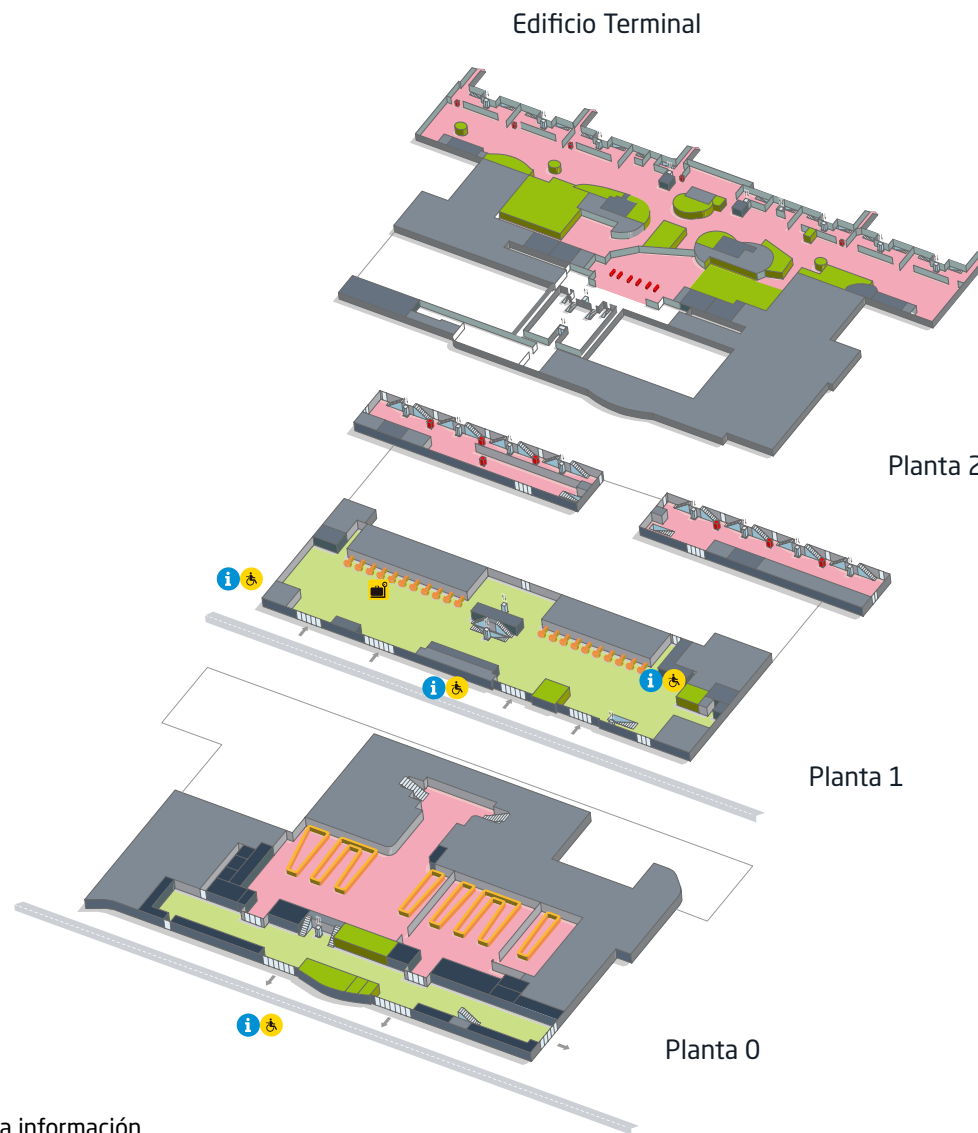 Edificio Terminal
Planta 2
i
i
i
Planta 1
i
Planta 0
a información